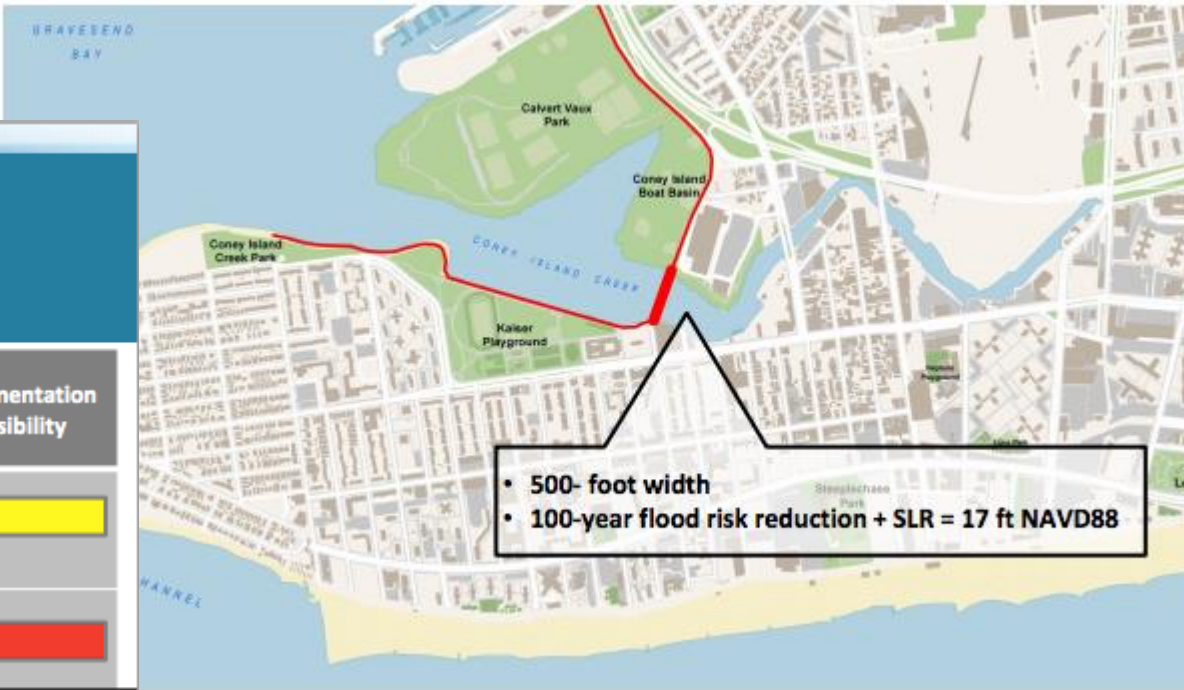 GRAVESEND
BAY
Calvert Vaux
Park
Coney Island
Boat Basin
Coney Island
Creek Park
CONEY ISLAND CREEK
Kaiser
Playground
mentation
sibility
• 500- foot width
• 100-year flood risk reduction + SLR = 17 ft NAVD88
Steeplechase
Park
HANNEL